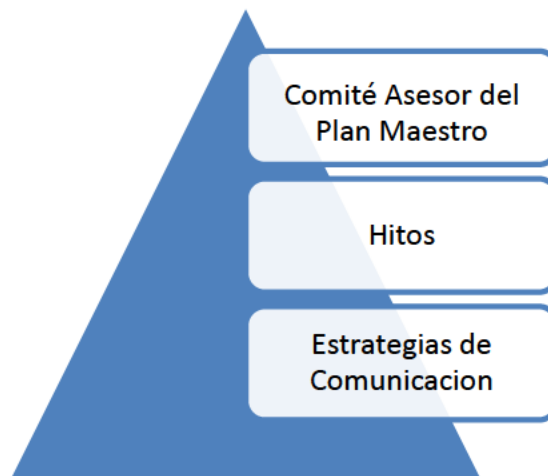 Comité Asesor del
Plan Maestro
Hitos
Estrategias de
Comunicacion